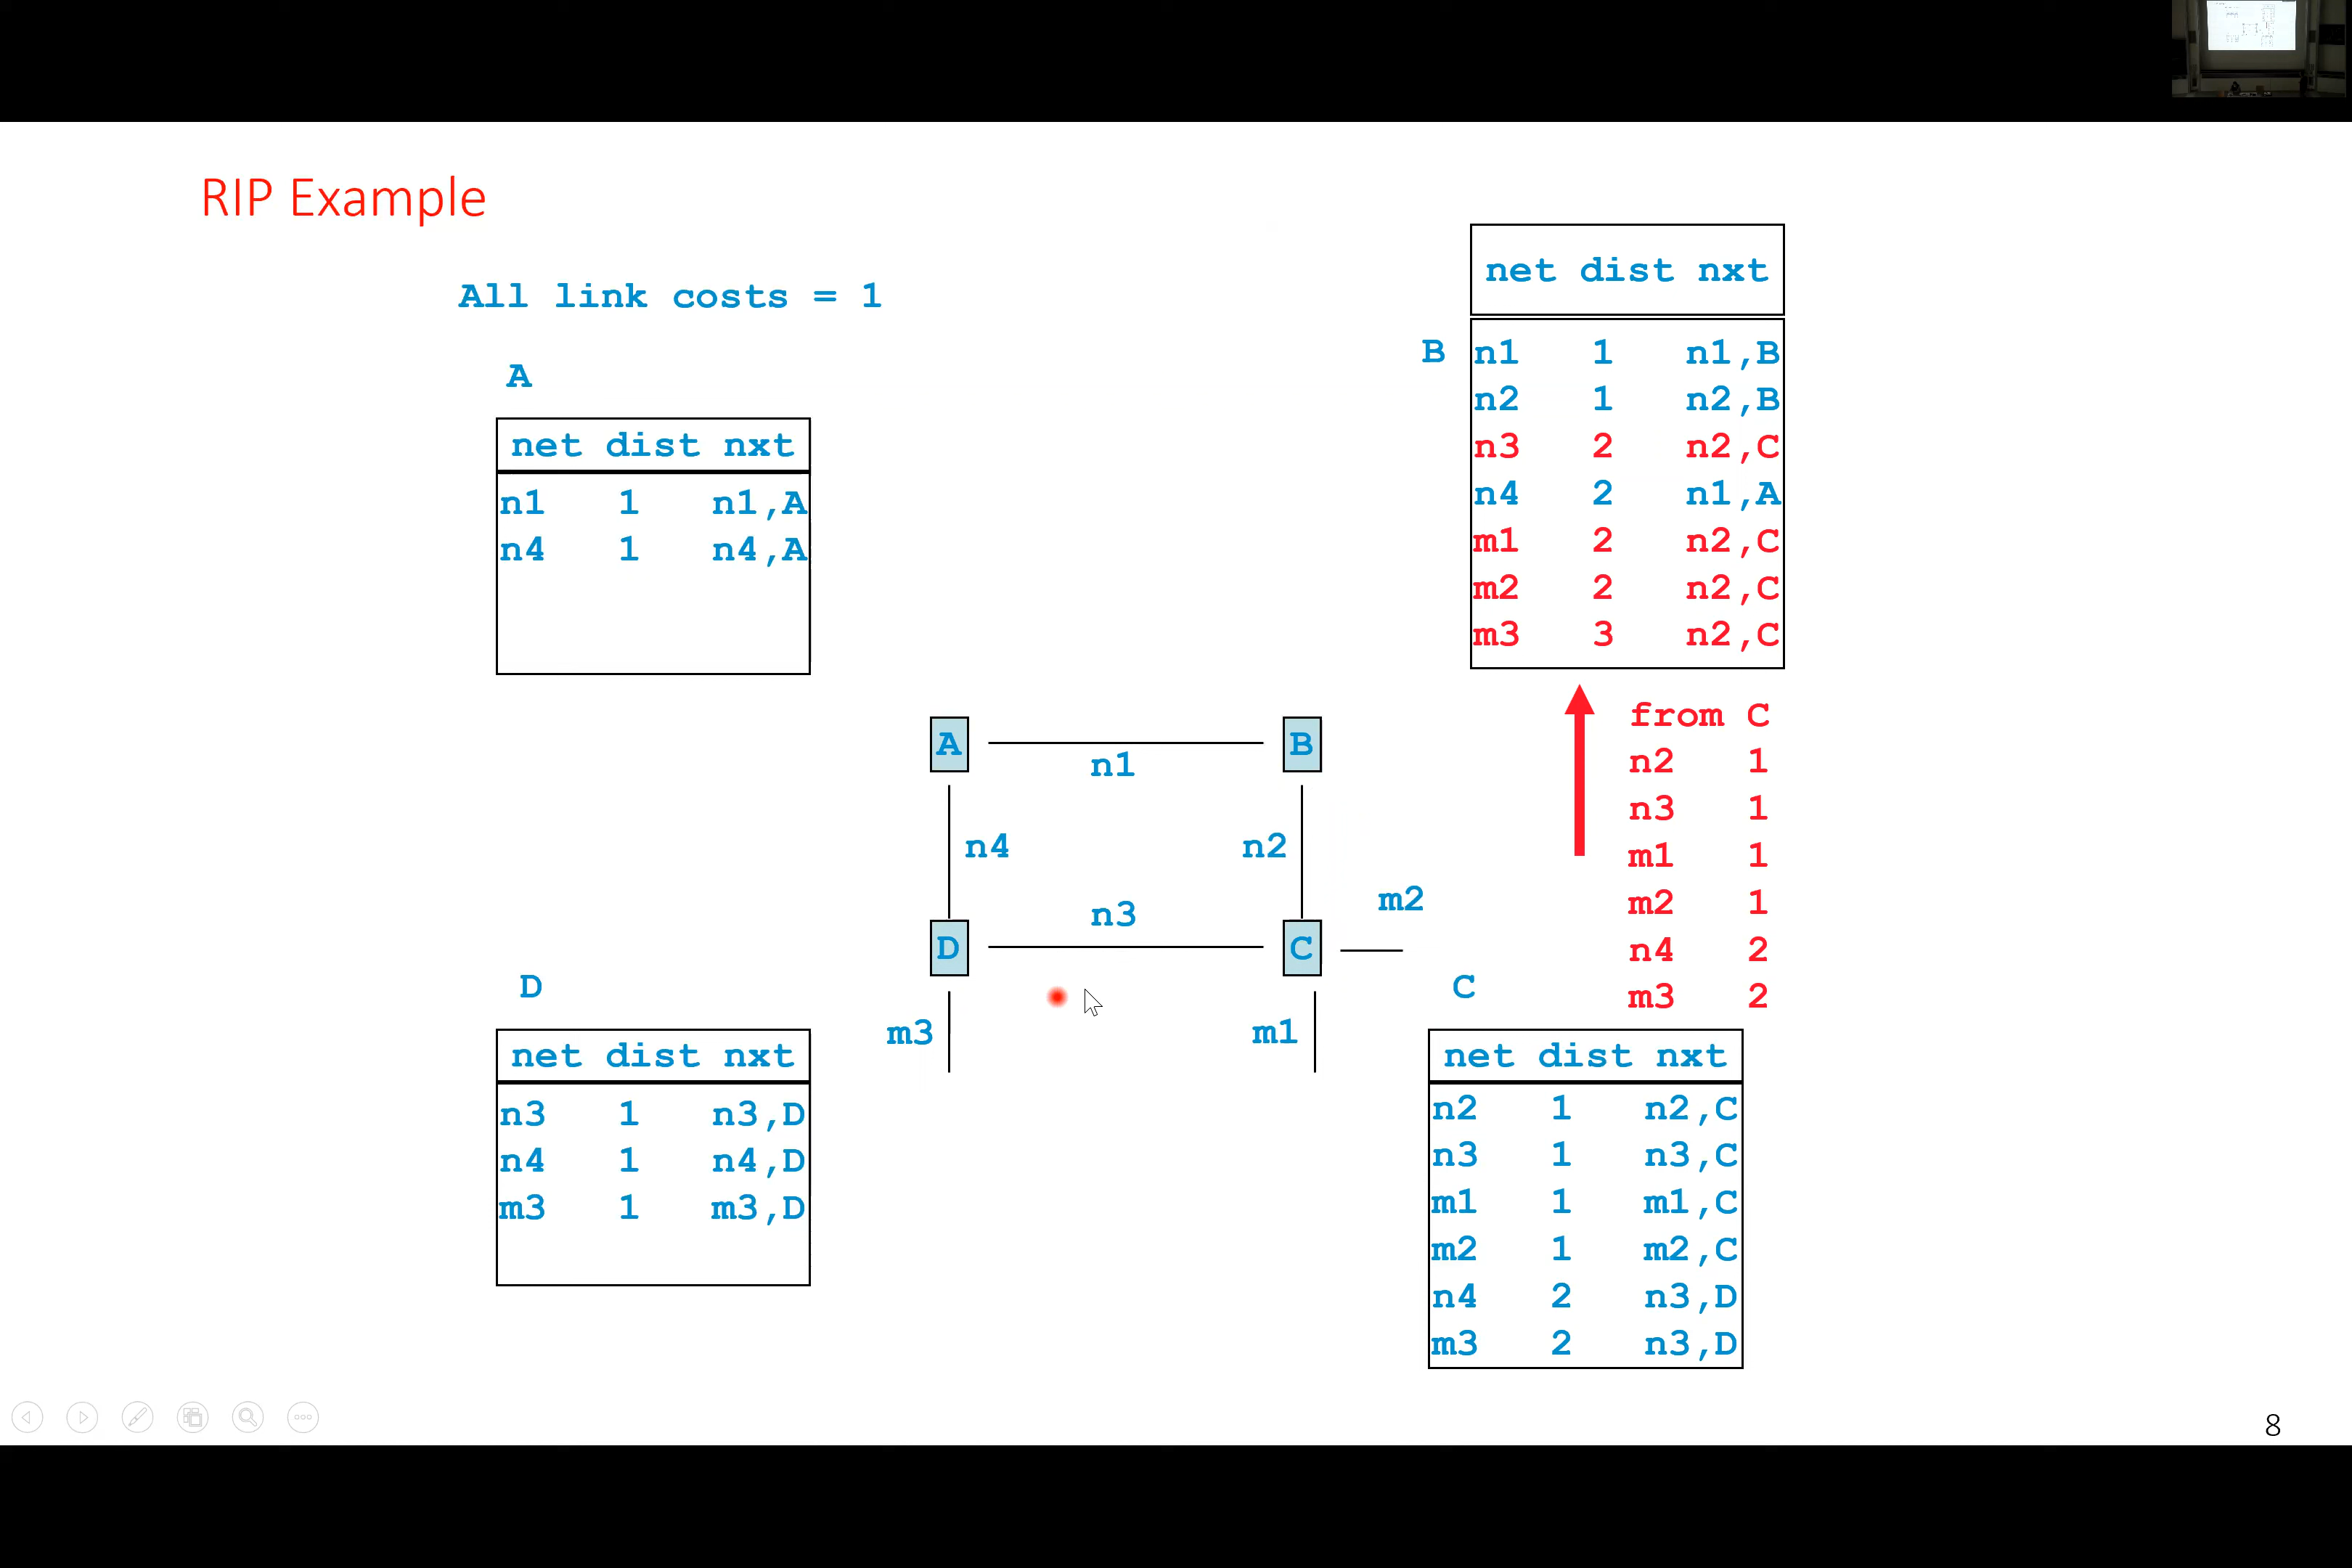 RIP Example
All link costs = 1
A
net dist nxt
n1 1 n1,A
n4 1 n4,A
net dist nxt
B
n1 1 n1,B
n2 1 n2,B
n3 2 n2,C
n4 2 n1,A
m1 2 n2,C
m2 2 n2,C
m3 3 n2,C
from C
n2 1
n3 1
m1 1
m2 1
n4 2
m3 2
A
B
n1
n4
n2
n3
m2
D
C
m3
m1
D
net dist nxt
n3 1 n3,D
n4 1 n4,D
m3 1 m3,D
C
net dist nxt
n2 1 n2,C
n3 1 n3,C
m1 1 m1,C
m2 1 m2,C
n4 2 n3,D
m3 2 n3,D
8